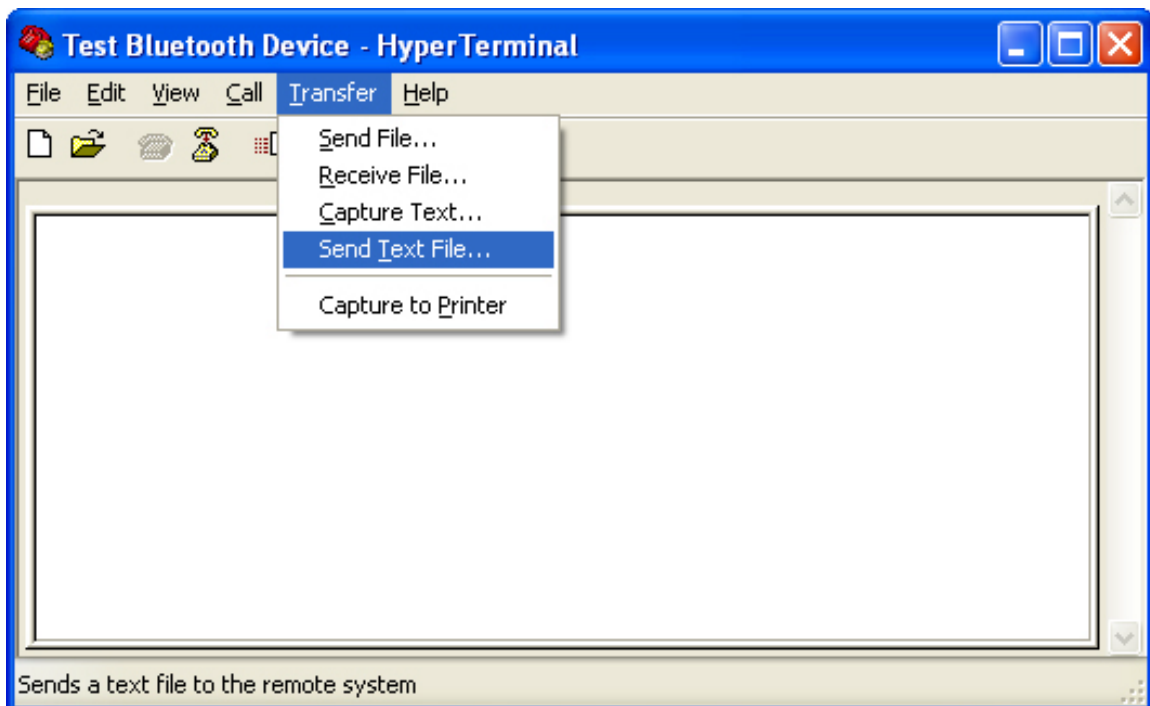 Test Bluetooth Device - HyperTerminal
File Edit View Call Transfer Help
Send File...
Receive File...
Capture Text...
Send Text File...
Capture to Printer
Sends a text file to the remote system